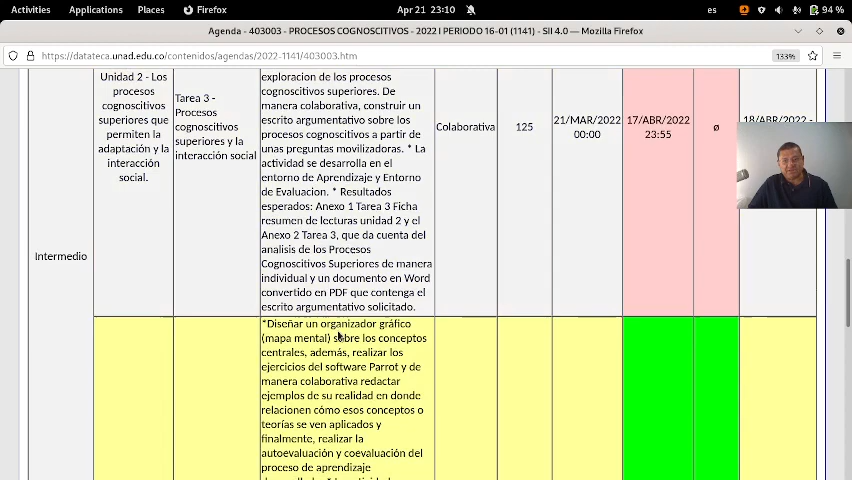 Activities
Applications
Places
Firefox
Apr 21 23:10
es
94 %
Agenda - 403003 - PROCESOS COGNOSCITIVOS - 2022 I PERIODO 16-01 (1141) - SII 4.0 — Mozilla Firefox
https://datateca.unad.edu.co/contenidos/agendas/2022-1141/403003.htm
133%
Intermedio
Unidad 2 - Los
procesos
cognoscitivos
superiores que
permiten la
adaptación y la
interacción
social.
Tarea 3 -
Procesos
cognoscitivos
superiores y la
interacción social
exploracion de los procesos
cognoscitivos superiores. De
manera colaborativa, construir un
escrito argumentativo sobre los
procesos cognoscitivos a partir de
unas preguntas movilizadoras. * La
actividad se desarrolla en el
entorno de Aprendizaje y Entorno
de Evaluacion. * Resultados
esperados: Anexo 1 Tarea 3 Ficha
resumen de lecturas unidad 2 y el
Anexo 2 Tarea 3, que da cuenta del
analisis de los Procesos
Cognoscitivos Superiores de manera
individual y un documento en Word
convertido en PDF que contenga el
escrito argumentativo solicitado.
Colaborativa
125
21/MAR/2022
00:00
17/ABR/2022
23:55
ø
18/ABR/2022 -
*Diseñar un organizador gráfico
(mapa mental) sobre los conceptos
centrales, además, realizar los
ejercicios del software Parrot y de
manera colaborativa redactar
ejemplos de su realidad en donde
relacionen cómo esos conceptos o
teorías se ven aplicados y
finalmente, realizar la
autoevaluación y coevaluación del
proceso de aprendizaje